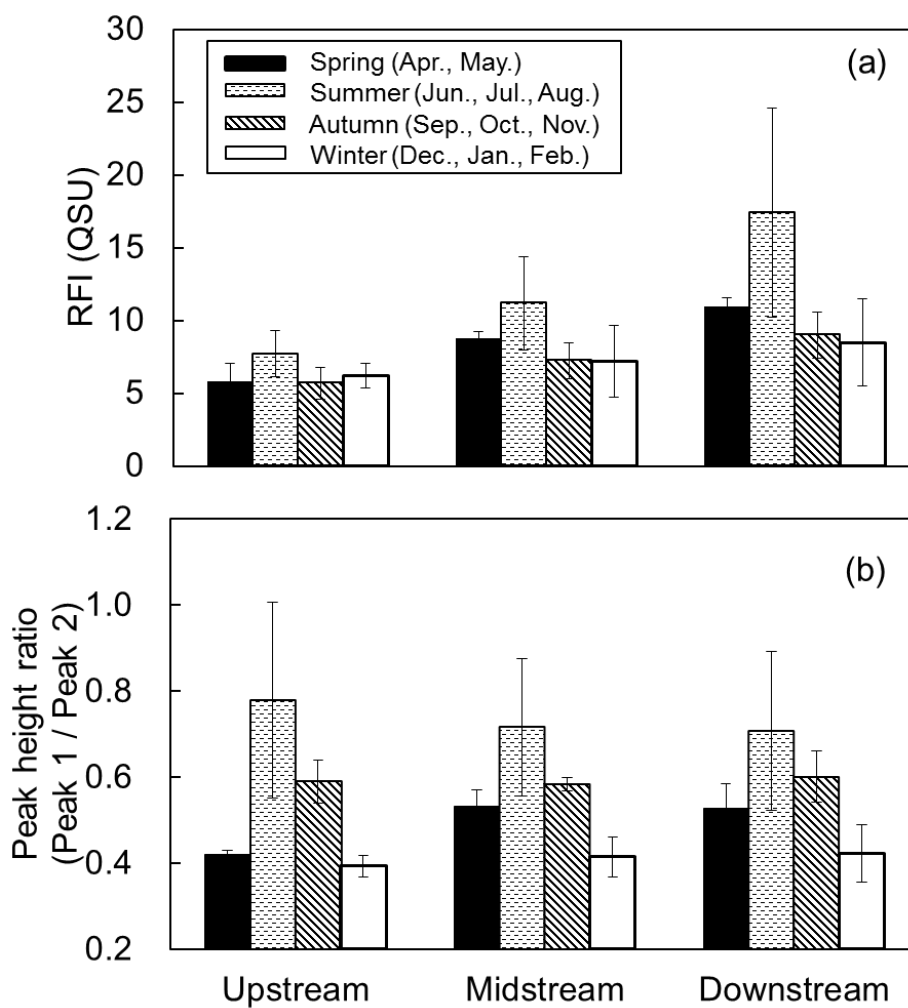 30
25
20
15
10
5
0
RFI (QSU)
Spring (Apr., May.)
Summer (Jun., Jul., Aug.)
Autumn (Sep., Oct., Nov.)
Winter (Dec., Jan., Feb.)
(a)
1.2
1.0
0.8
0.6
0.4
0.2
Peak height ratio
(Peak 1 / Peak 2)
(b)
Upstream
Midstream
Downstream